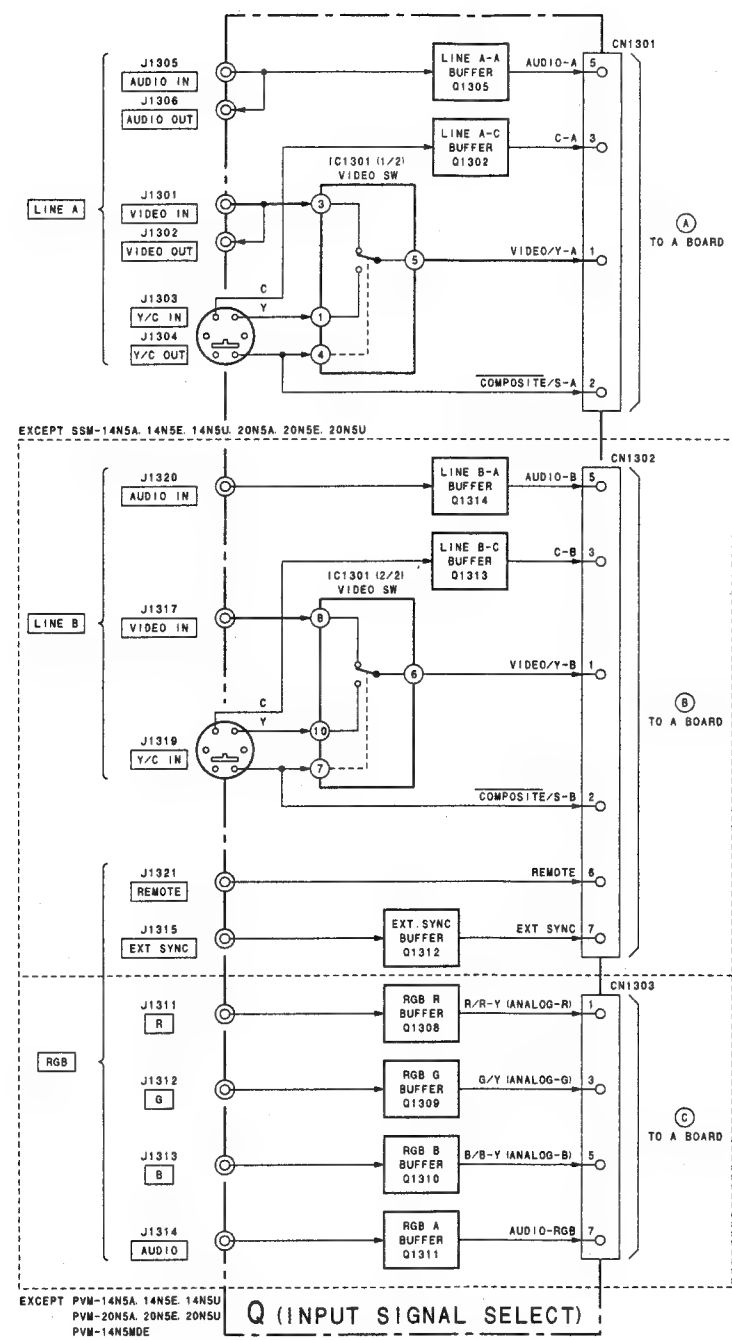 CN1301
J1305
AUDIO IN
J1306
AUDIO OUT
LINE A-A
BUFFER
Q1305
AUDIO-A
5
LINE A-C
BUFFER
Q1302
C-A
3
IC1301 (1/2)
VIDEO SW
LINE A
J1301
VIDEO IN
J1302
VIDEO OUT
3
5
VIDEO/Y-A
1
A
TO A BOARD
J1303
Y/C IN
J1304
Y/C OUT
C
Y
1
4
COMPOSITE/S-A
2
EXCEPT SSM-14N5A. 14N5E. 14N5U. 20N5A. 20N5E. 20N5U
CN1302
J1320
AUDIO IN
LINE B-A
BUFFER
Q1314
AUDIO-B
5
LINE B-C
BUFFER
Q1313
C-B
3
IC1301 (2/2)
VIDEO SW
LINE B
J1317
VIDEO IN
8
6
VIDEO/Y-B
1
B
TO A BOARD
C
Y
J1319
Y/C IN
10
7
COMPOSITE/S-B
2
J1321
REMOTE
REMOTE
6
J1315
EXT SYNC
EXT.SYNC
BUFFER
Q1312
EXT SYNC
7
CN1303
RGB
J1311
R
RGB R
BUFFER
Q1308
R/R-Y (ANALOG-R)
1
J1312
G
RGB G
BUFFER
Q1309
G/Y (ANALOG-G)
3
C
TO A BOARD
J1313
B
RGB B
BUFFER
Q1310
B/B-Y (ANALOG-B)
5
J1314
AUDIO
RGB A
BUFFER
Q1311
AUDIO-RGB
7
EXCEPT PVM-14N5A. 14N5E. 14N5U
PVM-20N5A. 20N5E. 20N5U
PVM-14N5MDE
Q (INPUT SIGNAL SELECT)